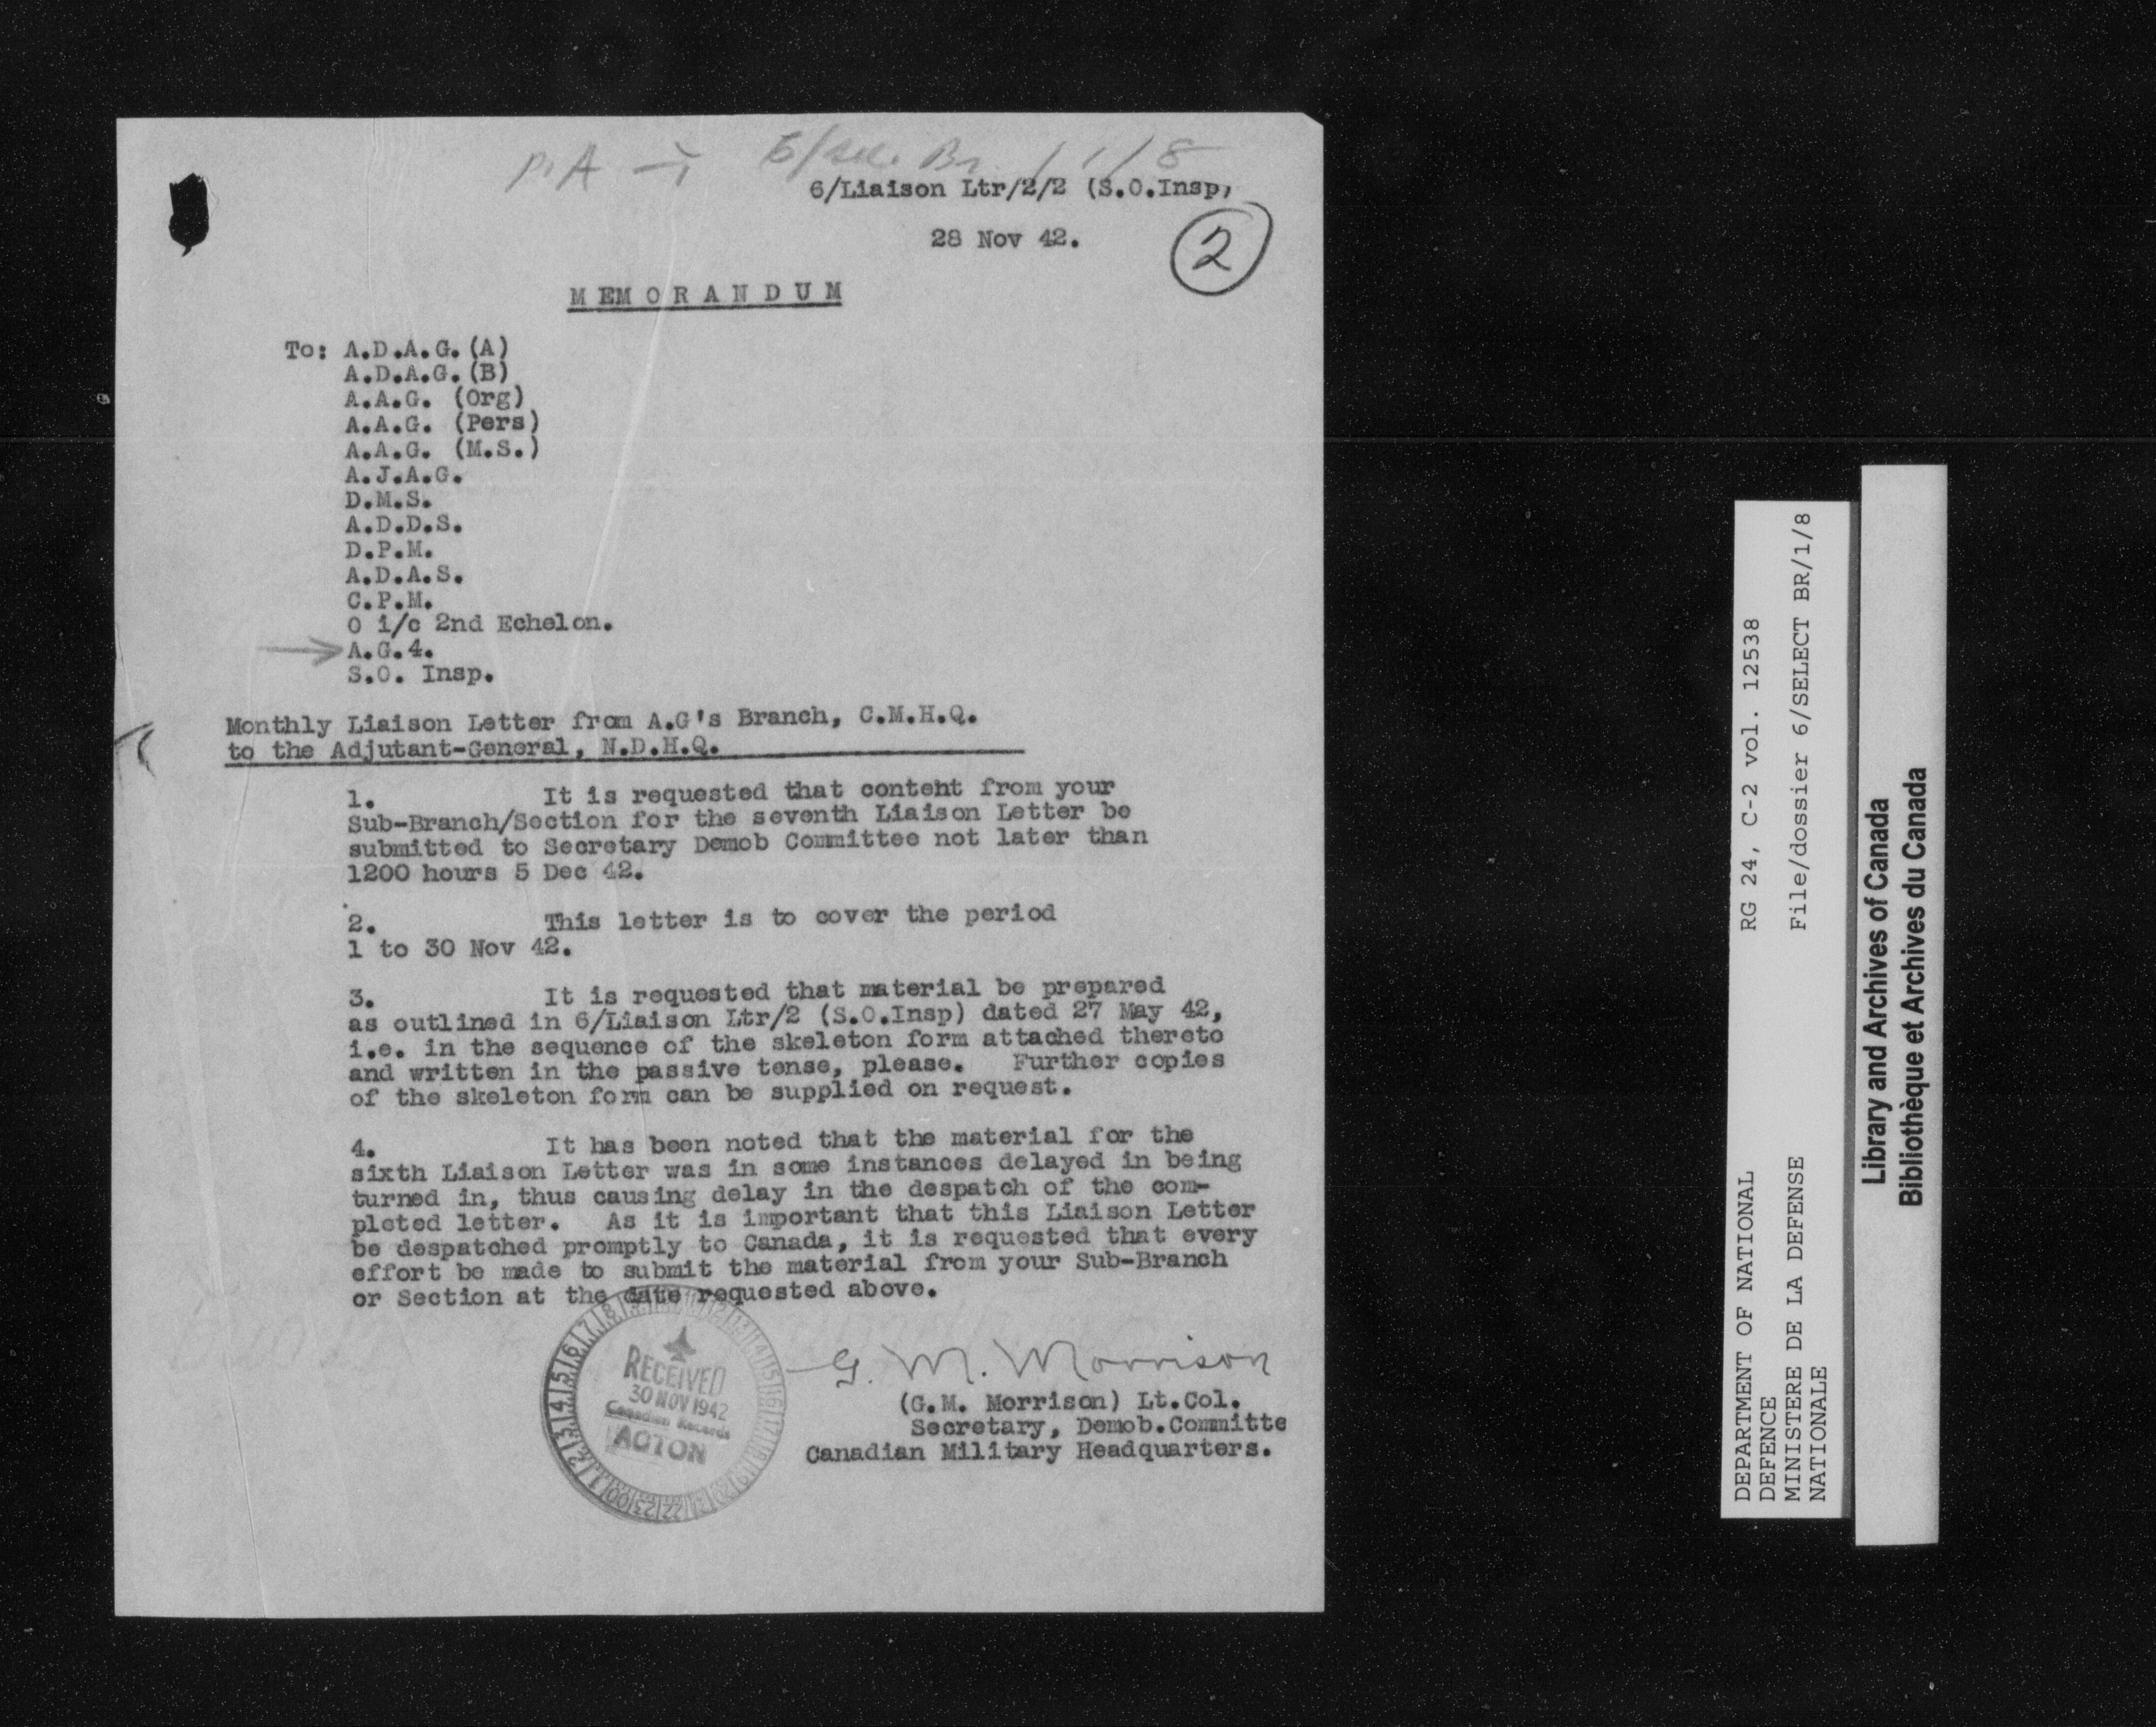 P.A. 6/Sel. Br. /1/8
6/Liaison Ltr/2/2 (S.O.Insp)
28 Nov 42.
2
MEMORANDUM
To: A.D.A.G.(A)
A.D.A.G.(B)
A.A.G. (Org)
A.A.G. (Pers)
A.A.G. (M.S.)
A.J.A.G.
D.M.S.
A.D.D.S.
D.P.M.
A.D.A.S.
C.P.M.
O i/c 2nd Echelon.
A.G.4.
S.O. Insp.
Monthly Liaison Letter from A.G's Branch, C.M.H.Q.
to the Adjutant-General, N.D.H.Q.
1. It is requested that content from your
Sub-Branch/Section for the seventh Liaison Letter be
submitted to Secretary Demob Committee not later than
1200 hours 5 Dec 42.
2. This letter is to cover the period
1 to 30 Nov 42.
3. It is requested that material be prepared
as outlined in 6/Liaison Ltr/2 (S.O.Insp) dated 27 May 42,
i.e. in the sequence of the skeleton form attached thereto
and written in the passive tense, please. Further copies
of the skeleton form can be supplied on request.
4. It has been noted that the material for the
sixth Liaison Letter was in some instances delayed in being
turned in, thus causing delay in the despatch of the com-
pleted letter. As it is important that this Liaison Letter
be despatched promptly to Canada, it is requested that every
effort be made to submit the material from your Sub-Branch
or Section at the date requested above.
G. M. Morrison
(G.M. Morrison) Lt.Col.
Secretary, Demob.Committe
Canadian Military Headquarters.
RECEIVED
30 NOV 1942
Canadian Records
ACTON
DEPARTMENT OF NATIONAL
DEFENCE
MINISTERE DE LA DEFENSE
NATIONALE
RG 24, C-2 vol. 12538
File/dossier 6/SELECT BR/1/8
Library and Archives of Canada
Bibliothèque et Archives du Canada